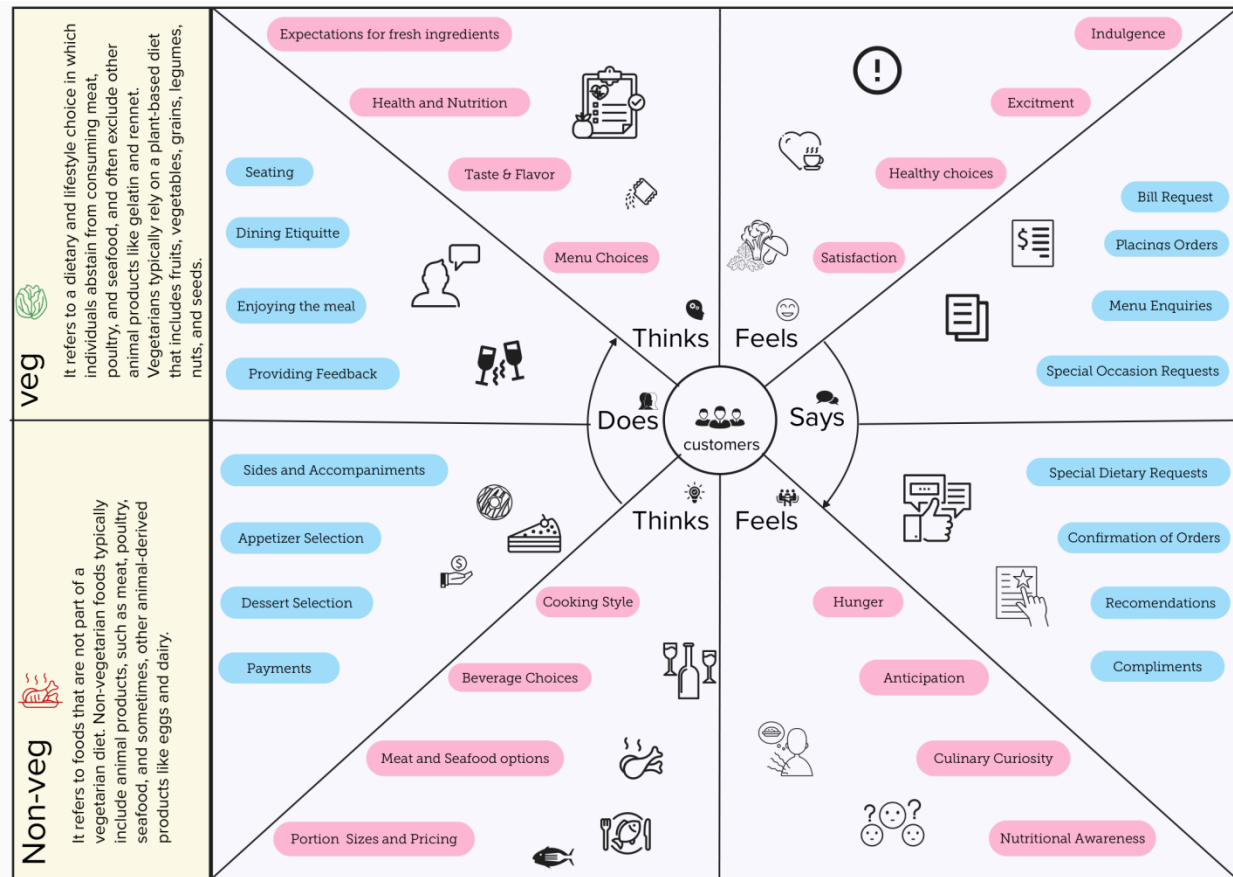 veg
It refers to a dietary and lifestyle choice in which
individuals abstain from consuming meat,
poultry, and seafood, and often exclude other
animal products like gelatin and rennet.
Vegetarians typically rely on a plant-based diet
that includes fruits, vegetables, grains, legumes,
nuts, and seeds.
Seating
Dining Etiquitte
Enjoying the meal
Providing Feedback
Does
Expectations for fresh ingredients
Health and Nutrition
Taste & Flavor
Menu Choices
Thinks
Indulgence
Excitment
Healthy choices
Satisfaction
Feels
Bill Request
Placings Orders
Menu Enquiries
Special Occasion Requests
Says
customers
Non-veg
It refers to foods that are not part of a
vegetarian diet. Non-vegetarian foods typically
include animal products, such as meat, poultry,
seafood, and sometimes, other animal-derived
products like eggs and dairy.
Sides and Accompaniments
Appetizer Selection
Dessert Selection
Payments
Thinks
Cooking Style
Beverage Choices
Meat and Seafood options
Portion Sizes and Pricing
Feels
Hunger
Anticipation
Culinary Curiosity
Nutritional Awareness
Special Dietary Requests
Confirmation of Orders
Recomendations
Compliments